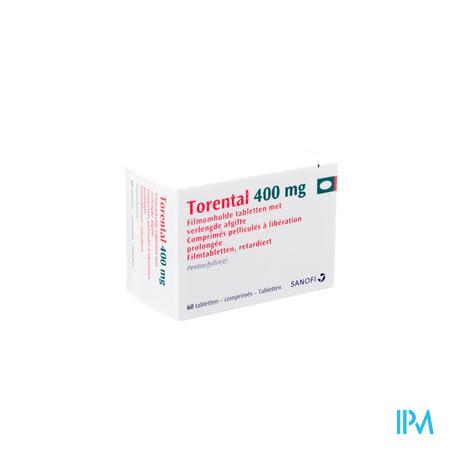 Torental 400 mg
Filmomhulde tabletten met
verlengde afgifte
Comprimés pelliculés à libération
prolongée
Filmtabletten, retardiert
Pentoxifyllin(e)
60 tabletten – comprimés – Tabletten
SANOFI
Torental 400 mg
IPM